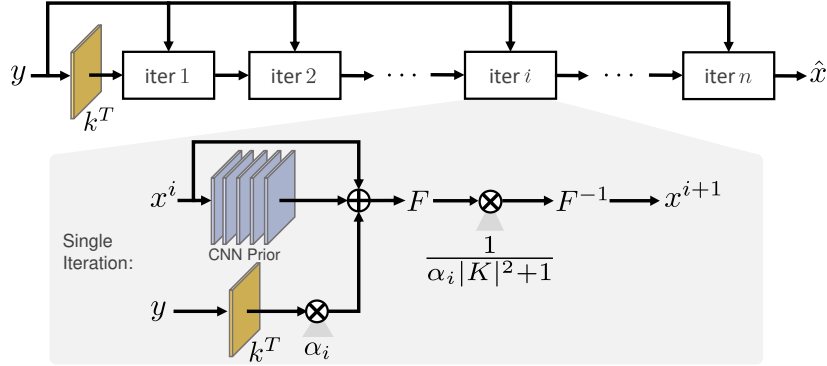 y
k^T
iter 1
iter 2
· · ·
iter i
· · ·
iter n
x̂
x^i
CNN Prior
F
1
α_i|K|^2+1
F^{-1}
x^{i+1}
Single
Iteration:
y
k^T
α_i